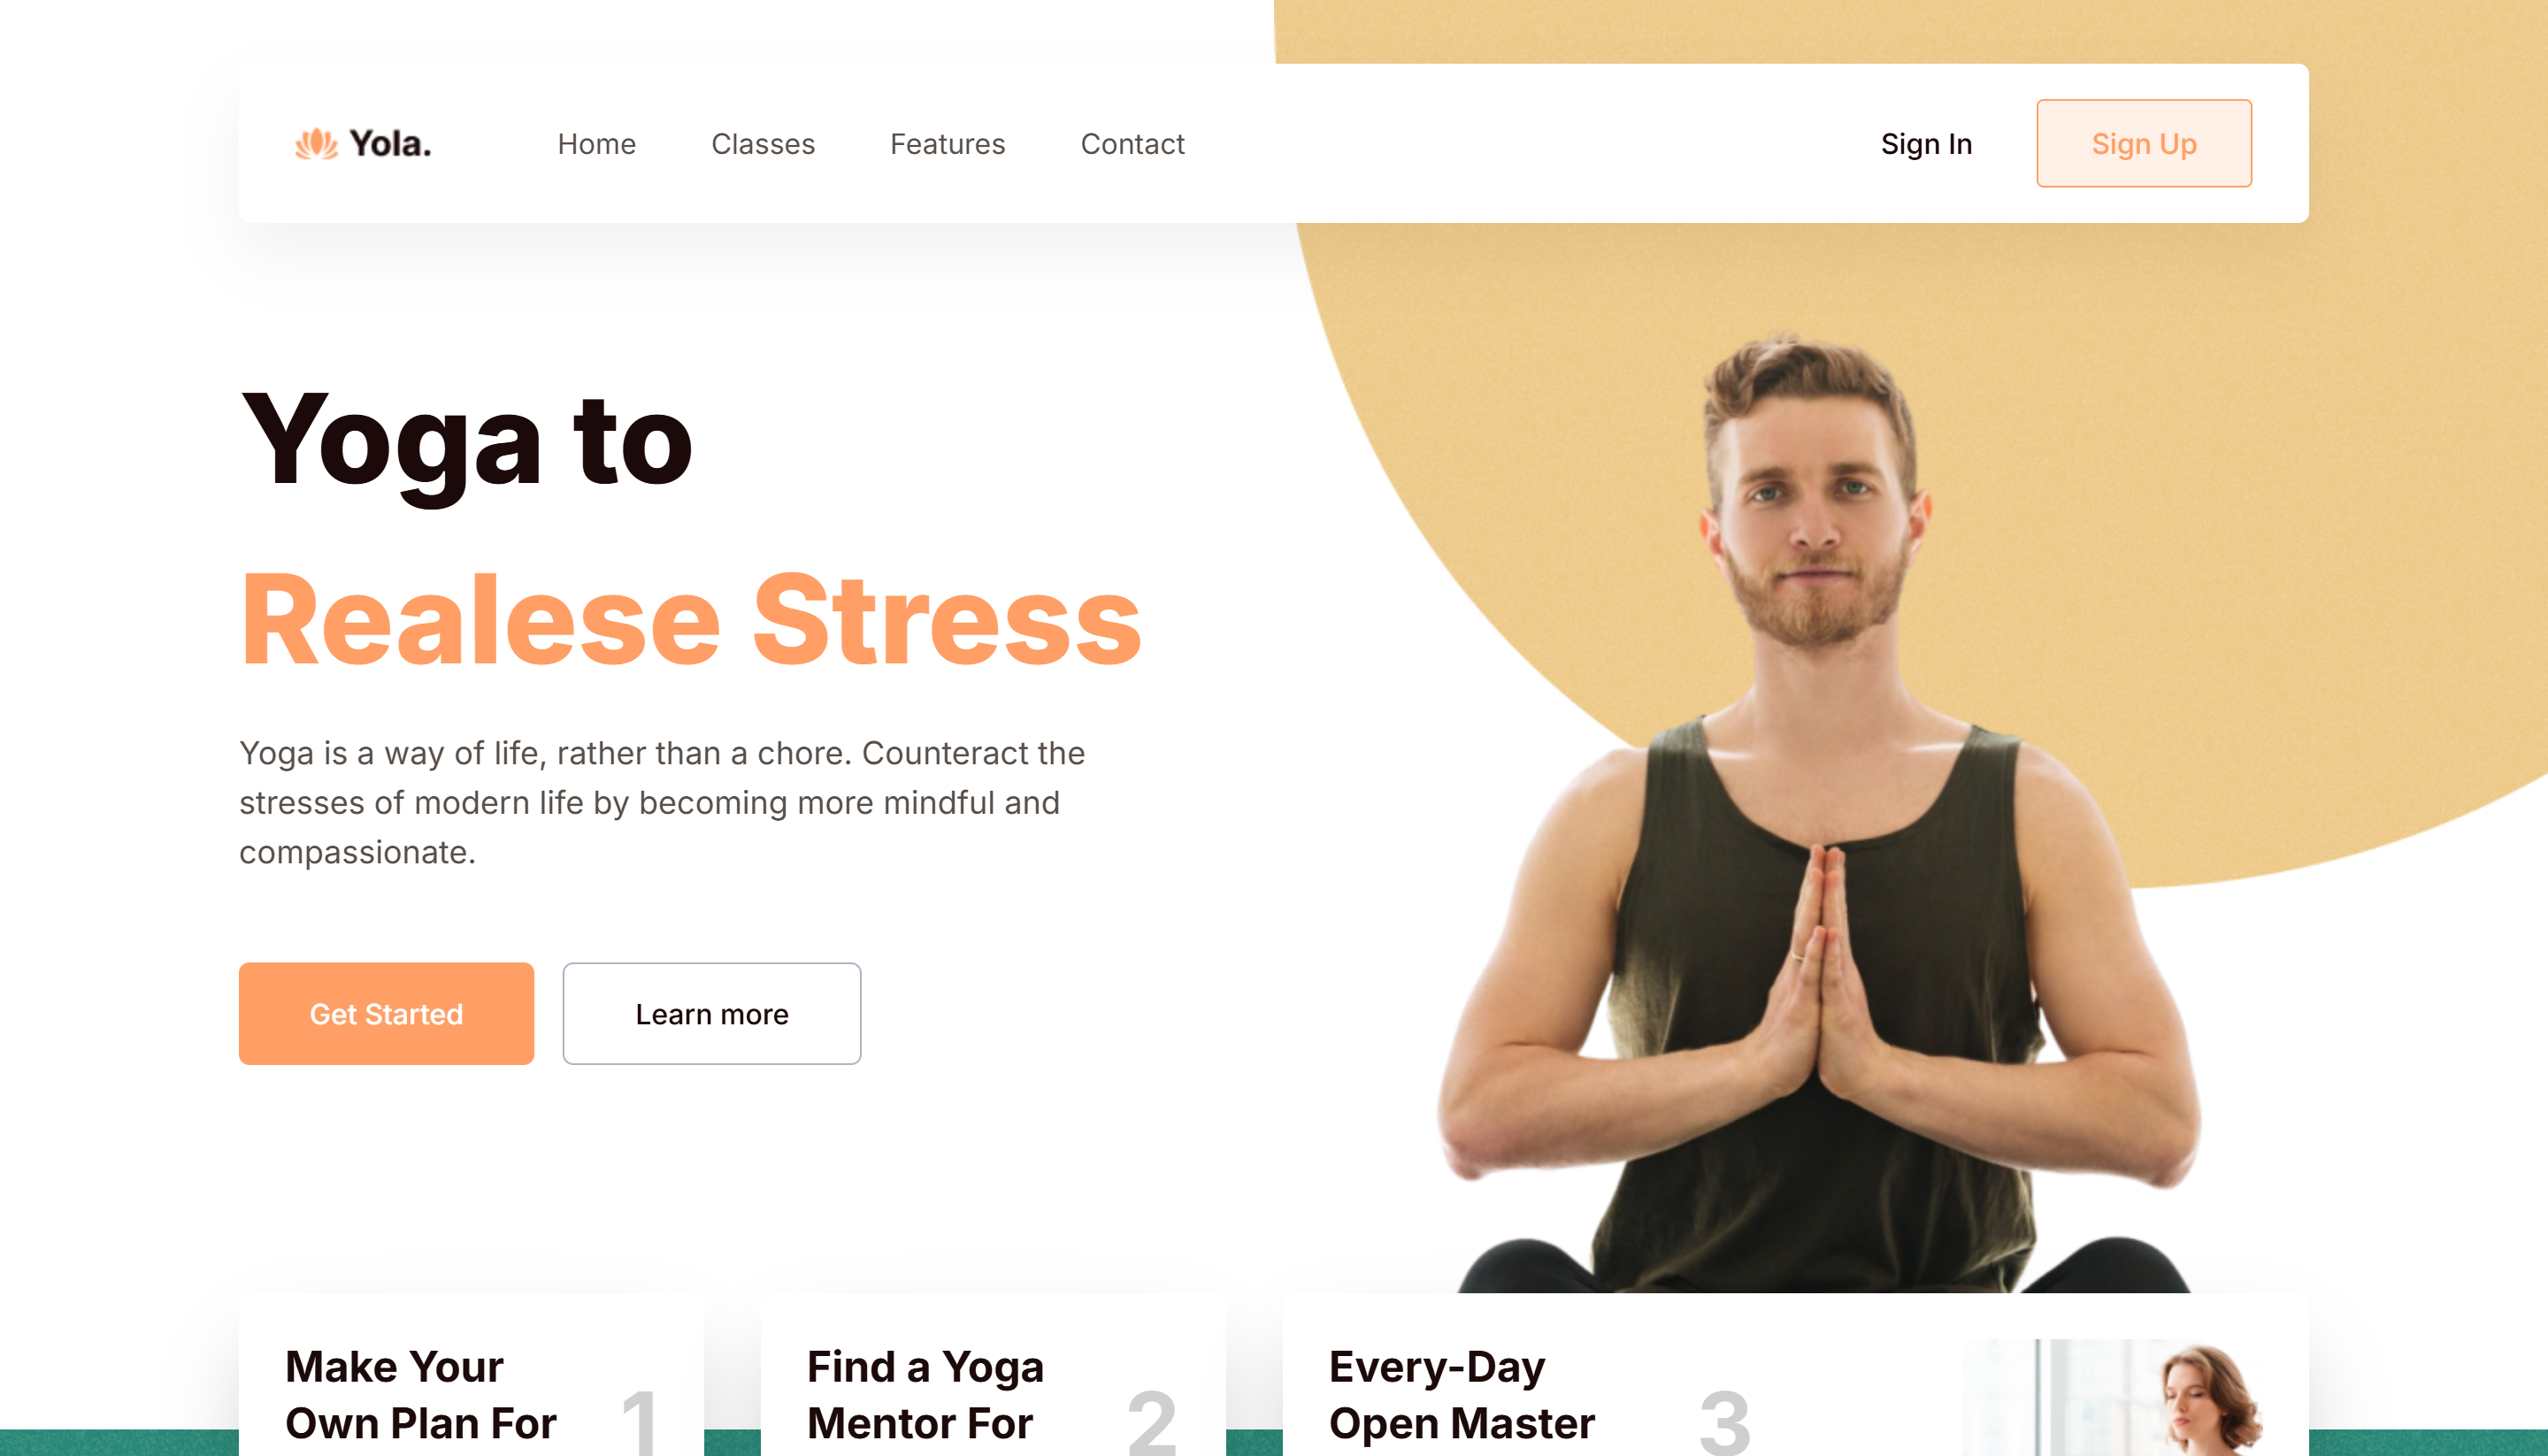 Yola.
Home
Classes
Features
Contact
Sign In
Sign Up
Yoga to
Realese Stress
Yoga is a way of life, rather than a chore. Counteract the
stresses of modern life by becoming more mindful and
compassionate.
Get Started
Learn more
Make Your
Own Plan For
1
Find a Yoga
Mentor For
2
Every-Day
Open Master
3